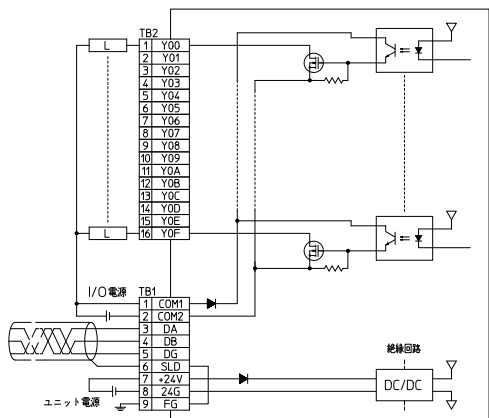 TB2
L 1 Y00
2 Y01
3 Y02
4 Y03
5 Y04
6 Y05
7 Y06
8 Y07
9 Y08
10 Y09
11 Y0A
12 Y0B
13 Y0C
14 Y0D
15 Y0E
L 16 Y0F
I/O電源 TB1
1 COM1
2 COM2
3 DA
4 DB
5 DG
6 SLD
7 +24V
8 24G
9 FG
ユニット電源
絶縁回路
DC/DC